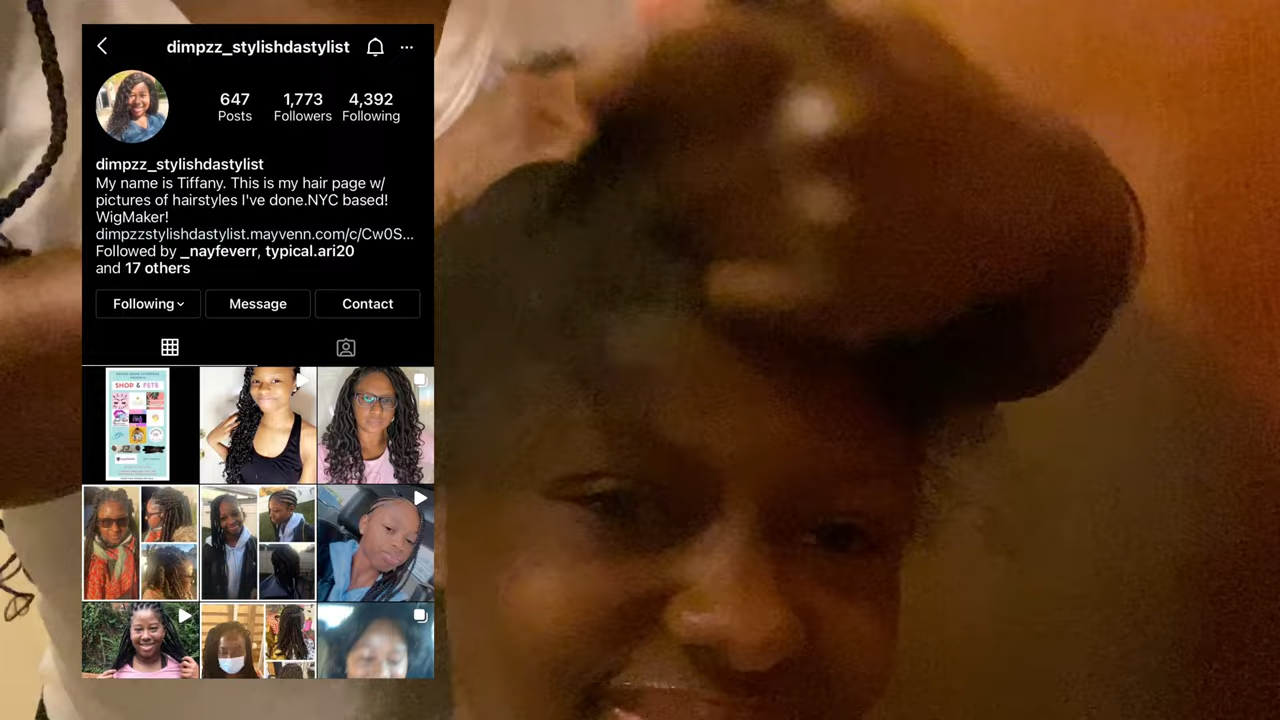 dimpzz_stylishdastylist
647 1,773 4,392
Posts Followers Following
dimpzz_stylishdastylist
My name is Tiffany. This is my hair page w/
pictures of hairstyles I've done.NYC based!
WigMaker!
dimpzzstylishdastylist.mayvenn.com/c/Cw0S...
Followed by _nayfeverr, typical.ari20
and 17 others
Following Message Contact
SHOP & FETE